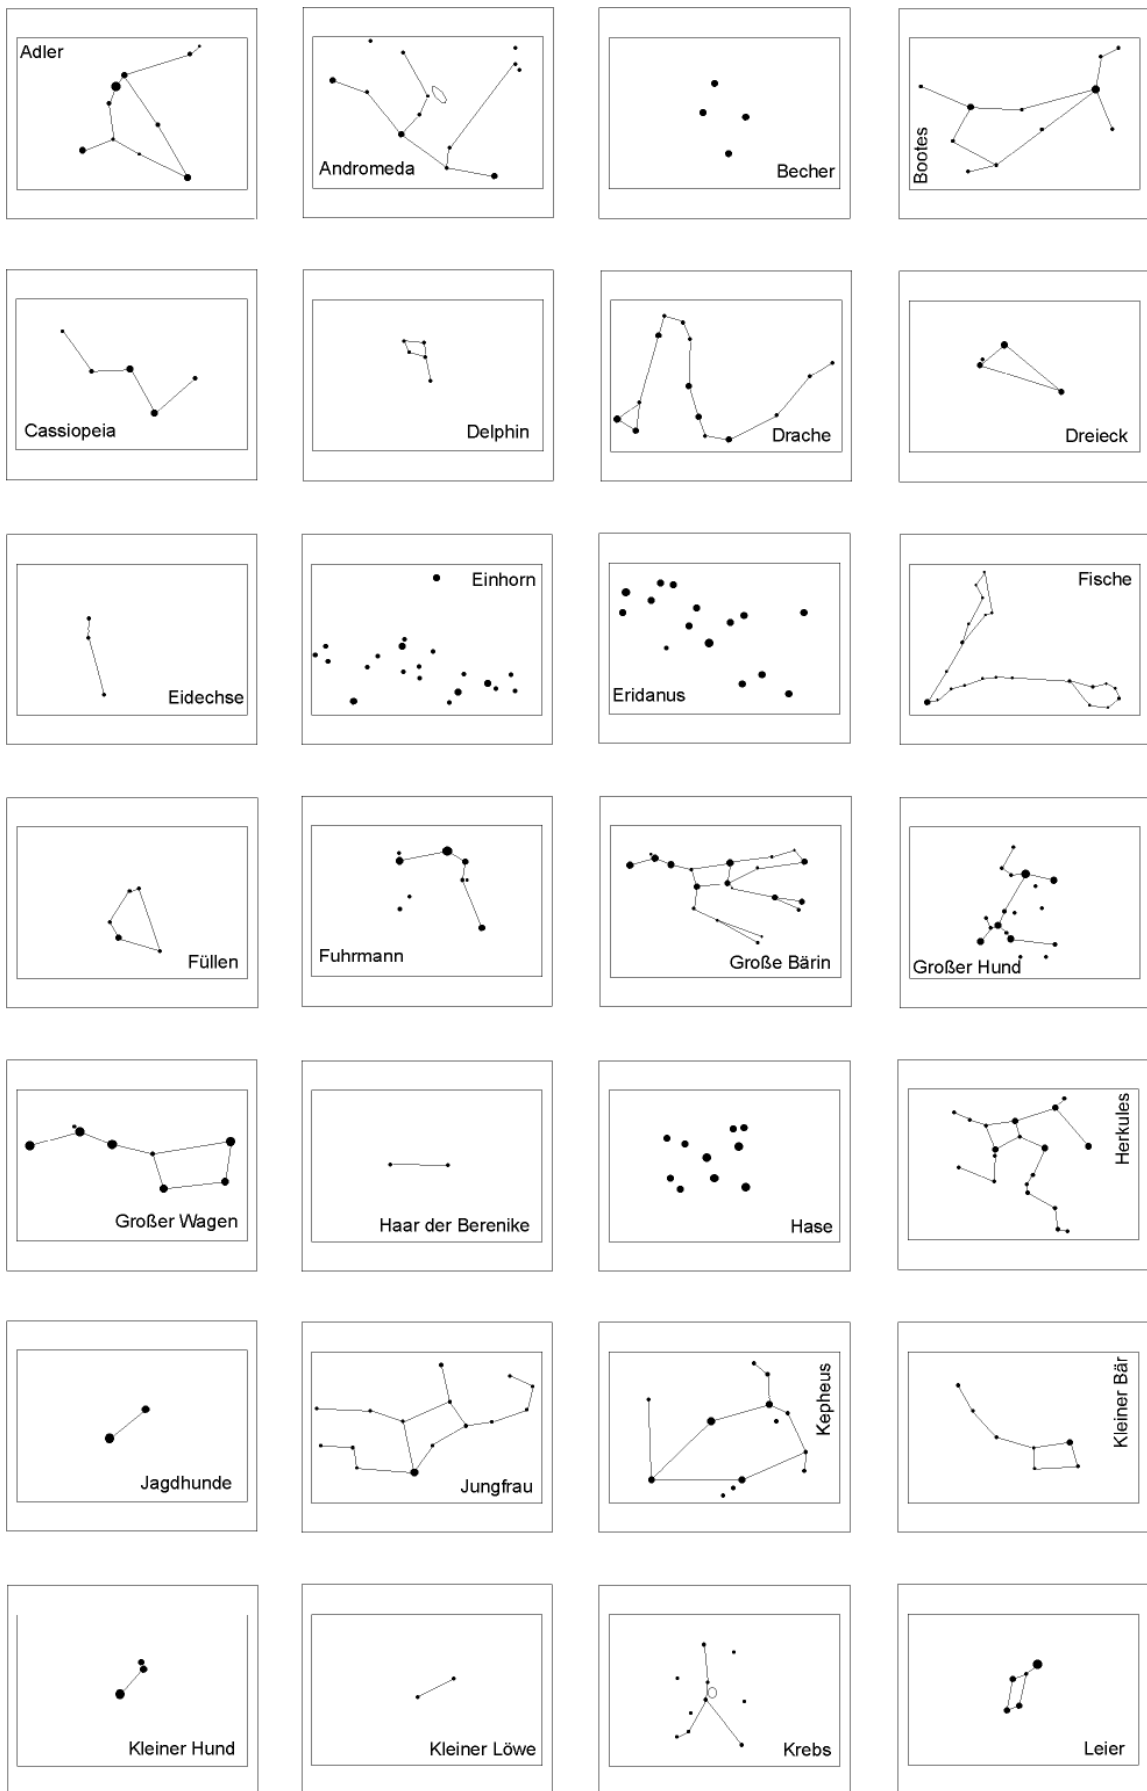 Adler
Andromeda
Becher
Bootes
Cassiopeia
Delphin
Drache
Dreieck
Eidechse
Einhorn
Eridanus
Fische
Füllen
Fuhrmann
Große Bärin
Großer Hund
Großer Wagen
Haar der Berenike
Hase
Herkules
Jagdhunde
Jungfrau
Kepheus
Kleiner Bär
Kleiner Hund
Kleiner Löwe
Krebs
Leier